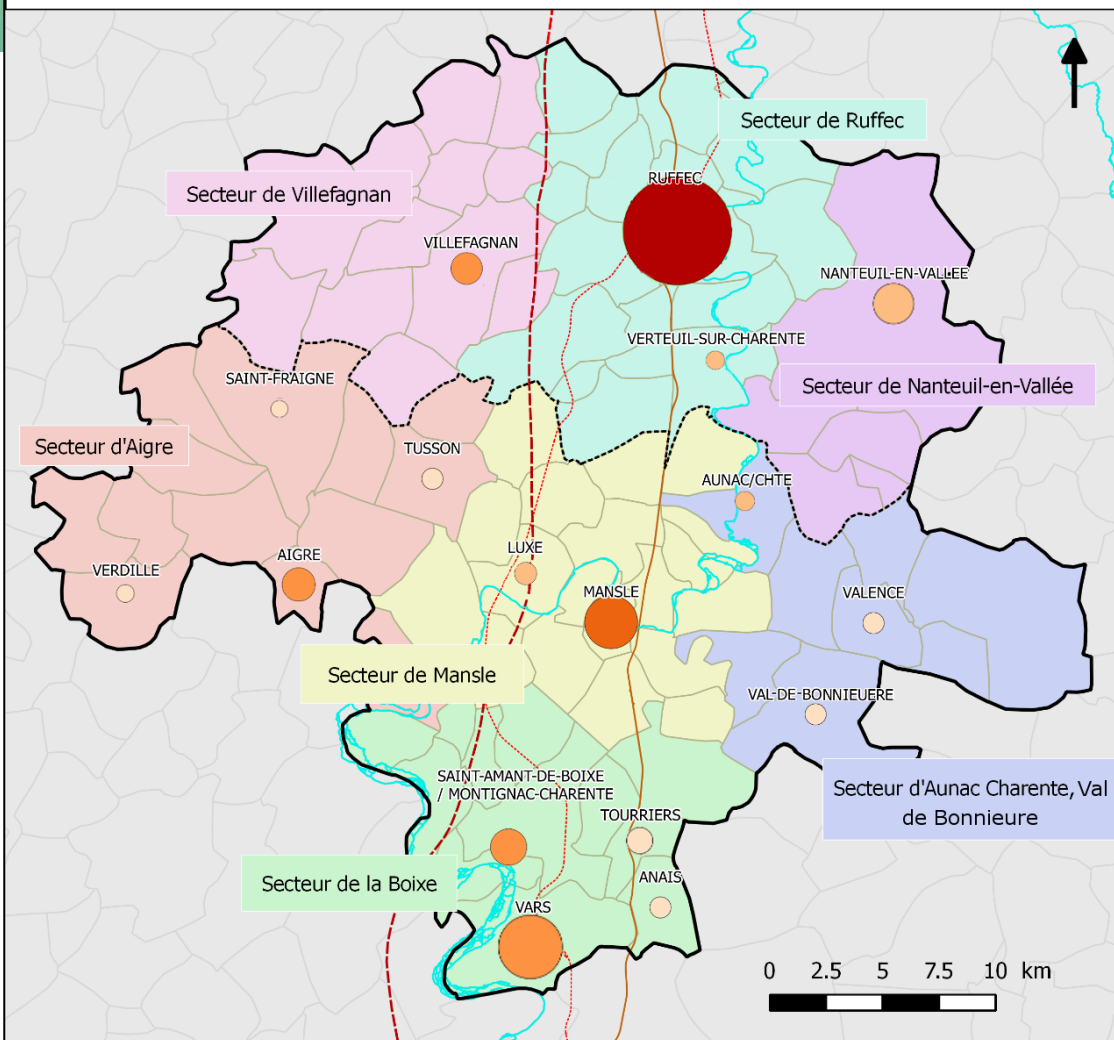 Secteur de Ruffec
RUFFEC
Secteur de Villefagnan
VILLEFAGNAN
NANTEUIL-EN-VALLEE
VERTEUIL-SUR-CHARENTE
SAINT-FRAIGNE
Secteur de Nanteuil-en-Vallée
Secteur d'Aigre
TUSSON
AUNAC/CHTE
LUXE
AIGRE
VERDILLE
MANSLE
VALENCE
Secteur de Mansle
VAL-DE-BONNIEUERE
SAINT-AMANT-DE-BOIXE
/ MONTIGNAC-CHARENTE
Secteur d'Aunac Charente, Val
de Bonnieure
TOURRIERS
Secteur de la Boixe
ANAIS
VARS
0 2.5 5 7.5 10 km